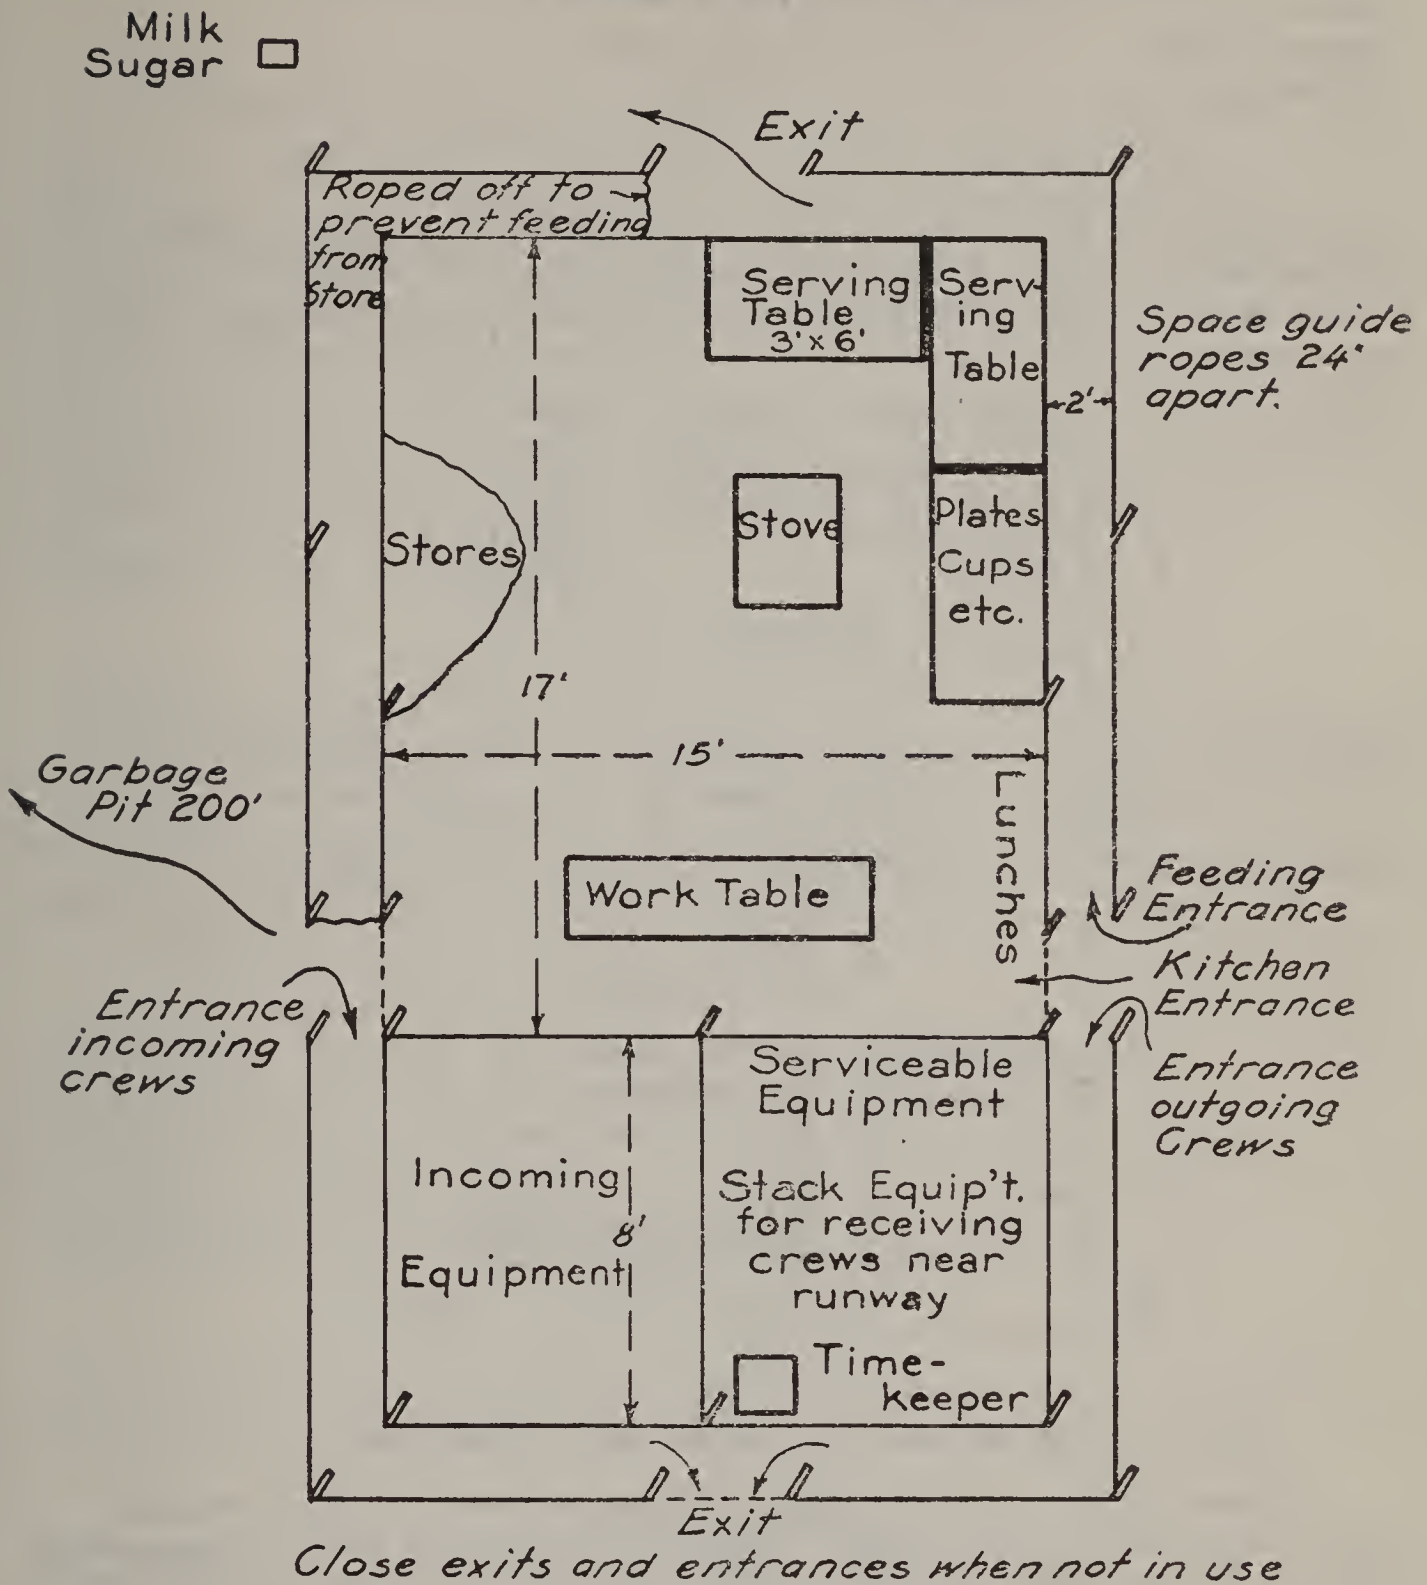 Milk
Sugar
Exit
Roped off to
prevent feeding
from
Store
Serving
Table
3'x6'
Serv-
ing
Table
Space guide
ropes 24"
apart.
2'
Stove
Plates
Cups
etc.
Stores
17'
15'
Garbage
Pit 200'
Lunches
Work Table
Feeding
Entrance
Kitchen
Entrance
Entrance
incoming
crews
Entrance
outgoing
Crews
Serviceable
Equipment
Incoming
Equipment
8'
Stack Equip't.
for receiving
crews near
runway
Time-
keeper
Exit
Close exits and entrances when not in use